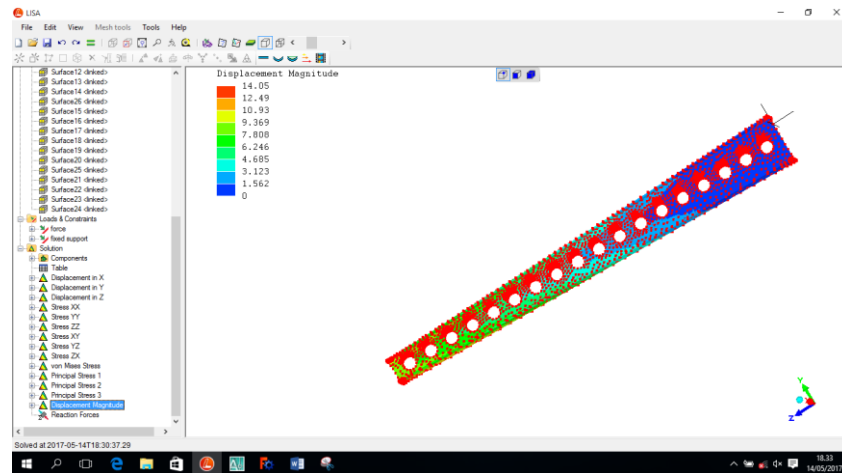 LISA
File Edit View Mesh tools Tools Help
Surface12 <linked>
Surface13 <linked>
Surface14 <linked>
Surface26 <linked>
Surface15 <linked>
Surface16 <linked>
Surface17 <linked>
Surface18 <linked>
Surface19 <linked>
Surface20 <linked>
Surface25 <linked>
Surface21 <linked>
Surface22 <linked>
Surface23 <linked>
Surface24 <linked>
Loads & Constraints
force
fixed support
Solution
Components
Table
Displacement in X
Displacement in Y
Displacement in Z
Stress XX
Stress YY
Stress ZZ
Stress XY
Stress YZ
Stress ZX
von Mises Stress
Principal Stress 1
Principal Stress 2
Principal Stress 3
Displacement Magnitude
Reaction Forces
Displacement Magnitude
14.05
12.49
10.93
9.369
7.808
6.246
4.685
3.123
1.562
0
Y
Z
Solved at 2017-05-14T18:30:37.29
18.33
14/05/2017